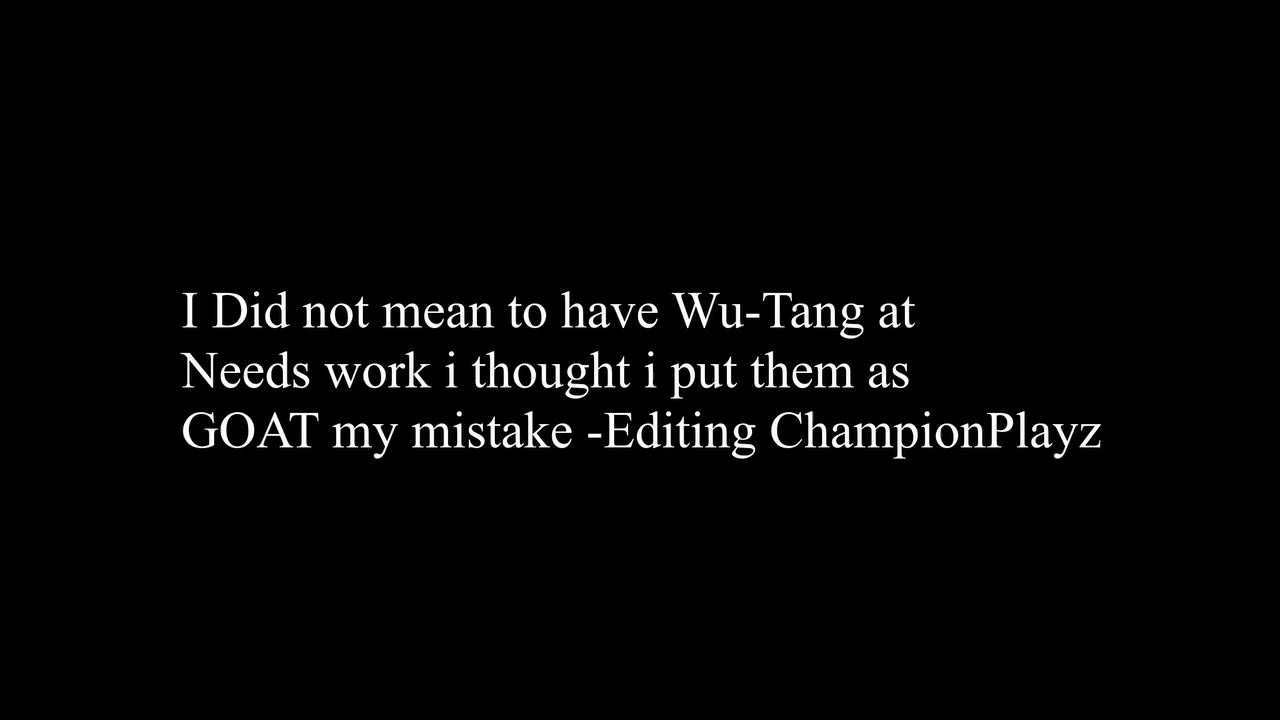 I Did not mean to have Wu-Tang at
Needs work i thought i put them as
GOAT my mistake -Editing ChampionPlayz